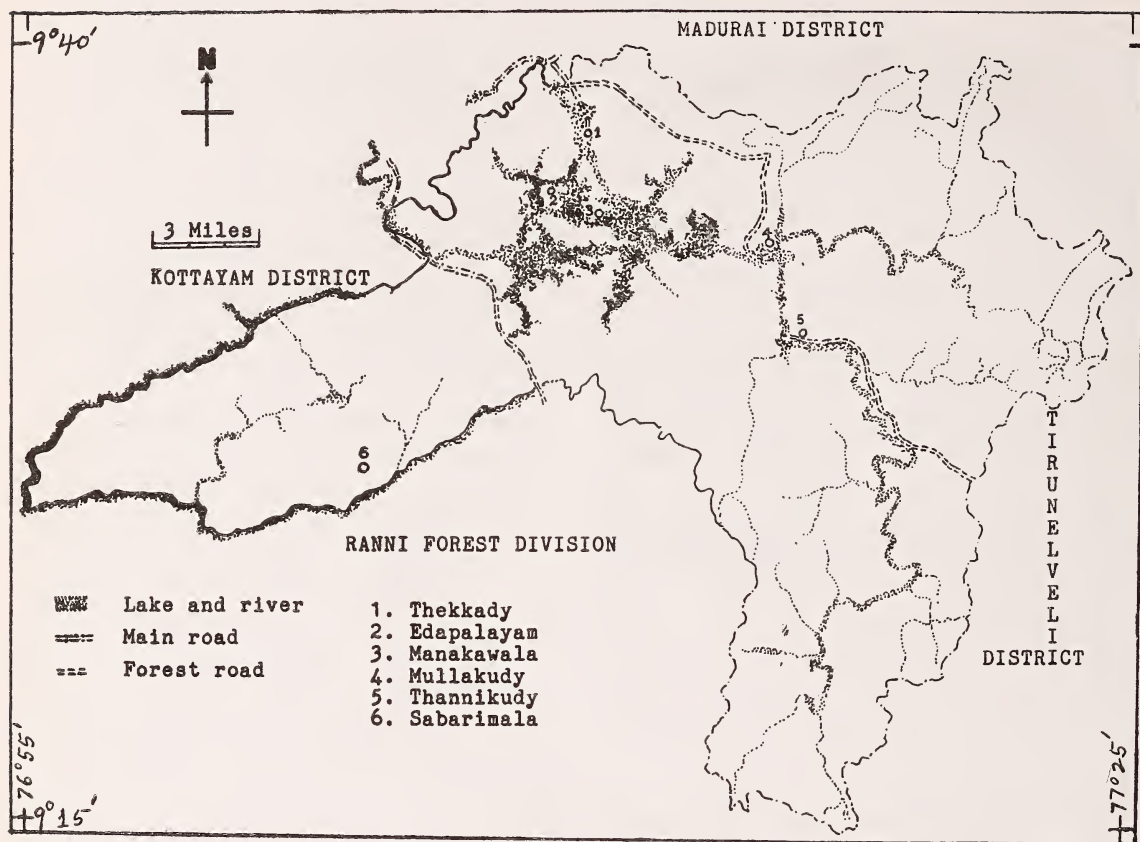 9°40'
MADURAI DISTRICT
N
1
2
3
3 Miles
4
KOTTAYAM DISTRICT
5
6
TIRUNELVELI
DISTRICT
RANNI FOREST DIVISION
Lake and river
Main road
Forest road
1. Thekkady
2. Edapalayam
3. Manakawala
4. Mullakudy
5. Thannikudy
6. Sabarimala
76°55'
9°15'
77°25'